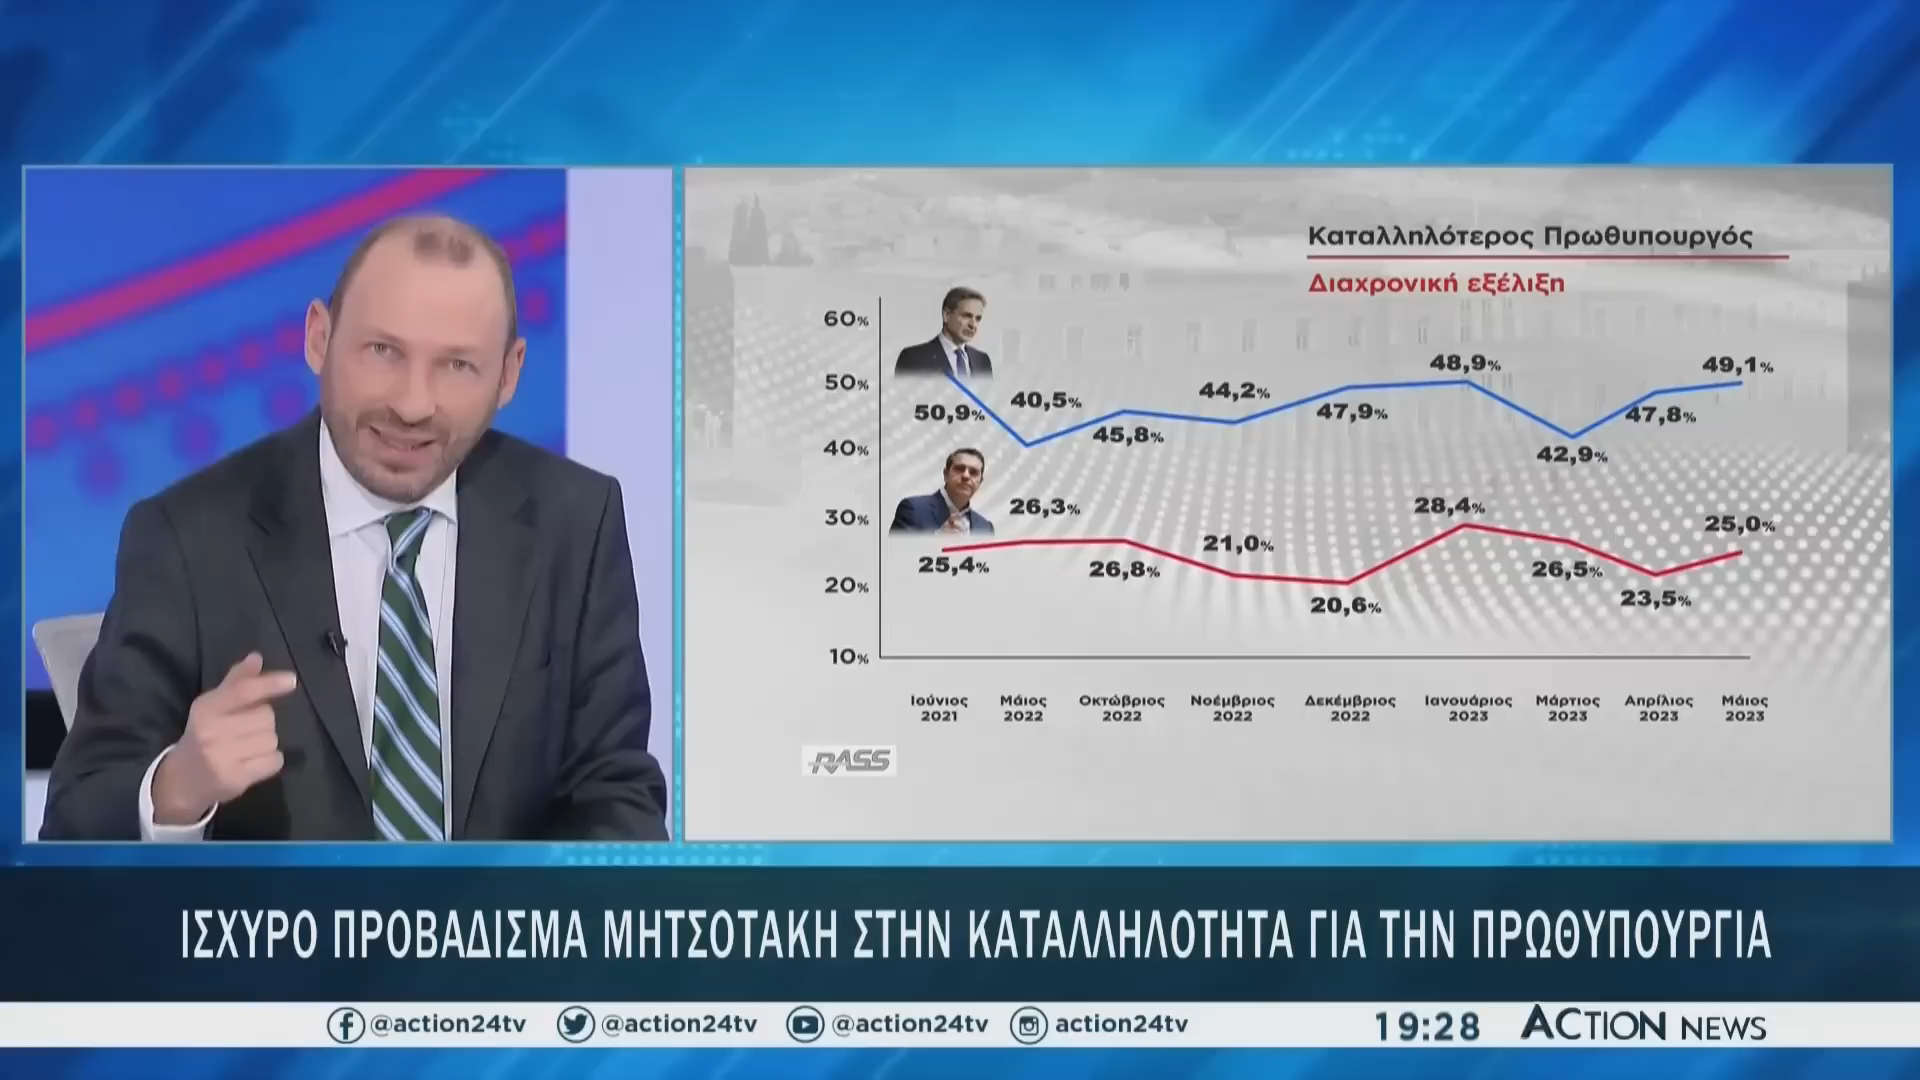 Καταλληλότερος Πρωθυπουργός
Διαχρονική εξέλιξη
60%
50%
40%
30%
20%
10%
50,9%
40,5%
45,8%
44,2%
47,9%
48,9%
42,9%
47,8%
49,1%
25,4%
26,3%
26,8%
21,0%
20,6%
28,4%
26,5%
23,5%
25,0%
Ιούνιος 2021
Μάιος 2022
Οκτώβριος 2022
Νοέμβριος 2022
Δεκέμβριος 2022
Ιανουάριος 2023
Μάρτιος 2023
Απρίλιος 2023
Μάιος 2023
RASS
ΙΣΧΥΡΟ ΠΡΟΒΑΔΙΣΜΑ ΜΗΤΣΟΤΑΚΗ ΣΤΗΝ ΚΑΤΑΛΛΗΛΟΤΗΤΑ ΓΙΑ ΤΗΝ ΠΡΩΘΥΠΟΥΡΓΙΑ
@action24tv @action24tv @action24tv action24tv 19:28 ACTION NEWS